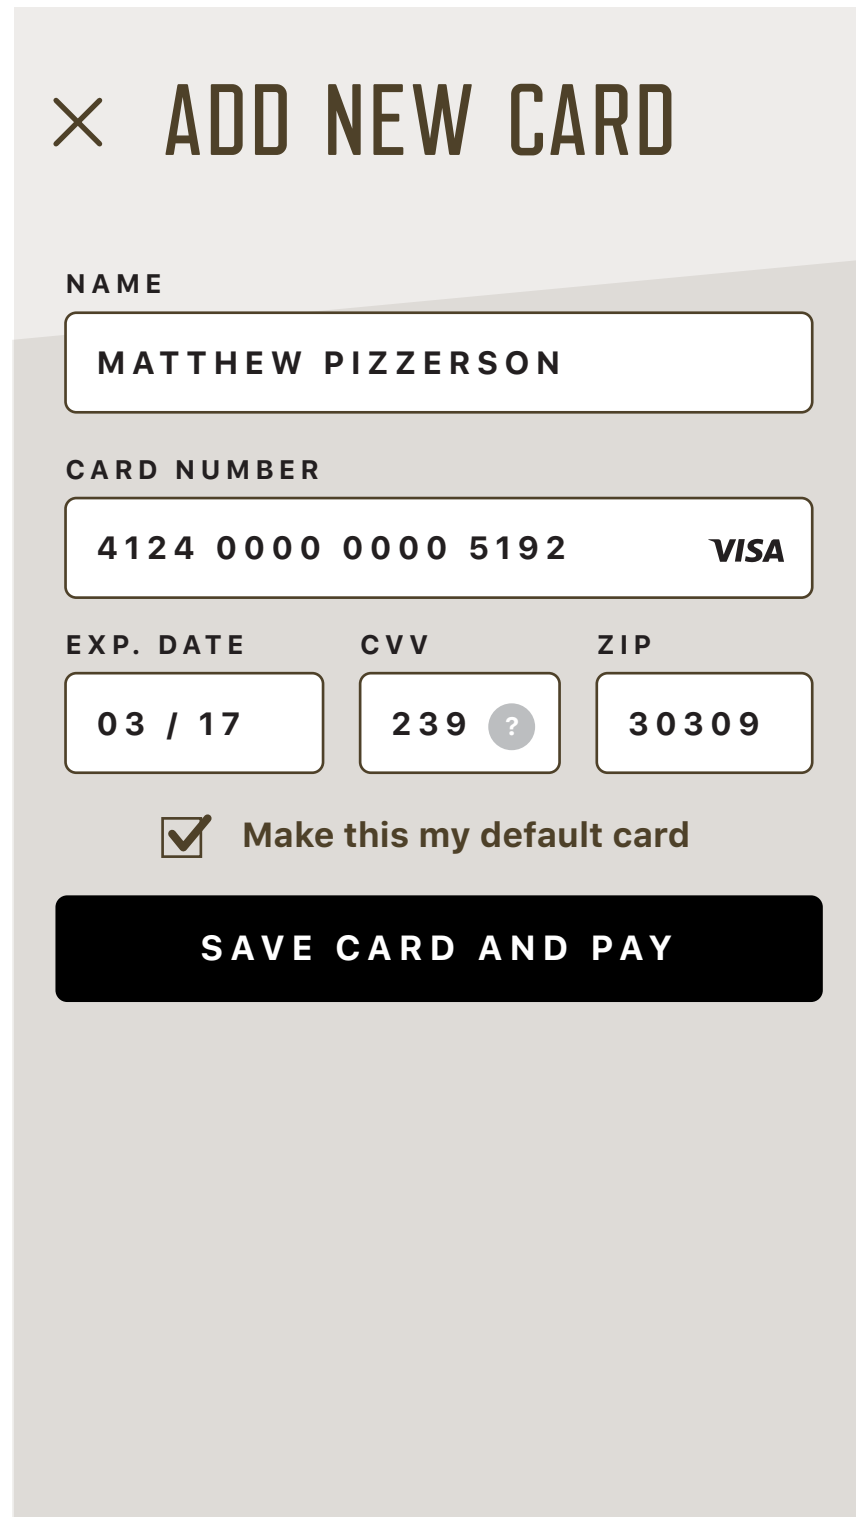 ADD NEW CARD
NAME
MATTHEW PIZZERSON
CARD NUMBER
4124 0000 0000 5192 VISA
EXP. DATE CVV ZIP
03 / 17 239 ? 30309
Make this my default card
SAVE CARD AND PAY